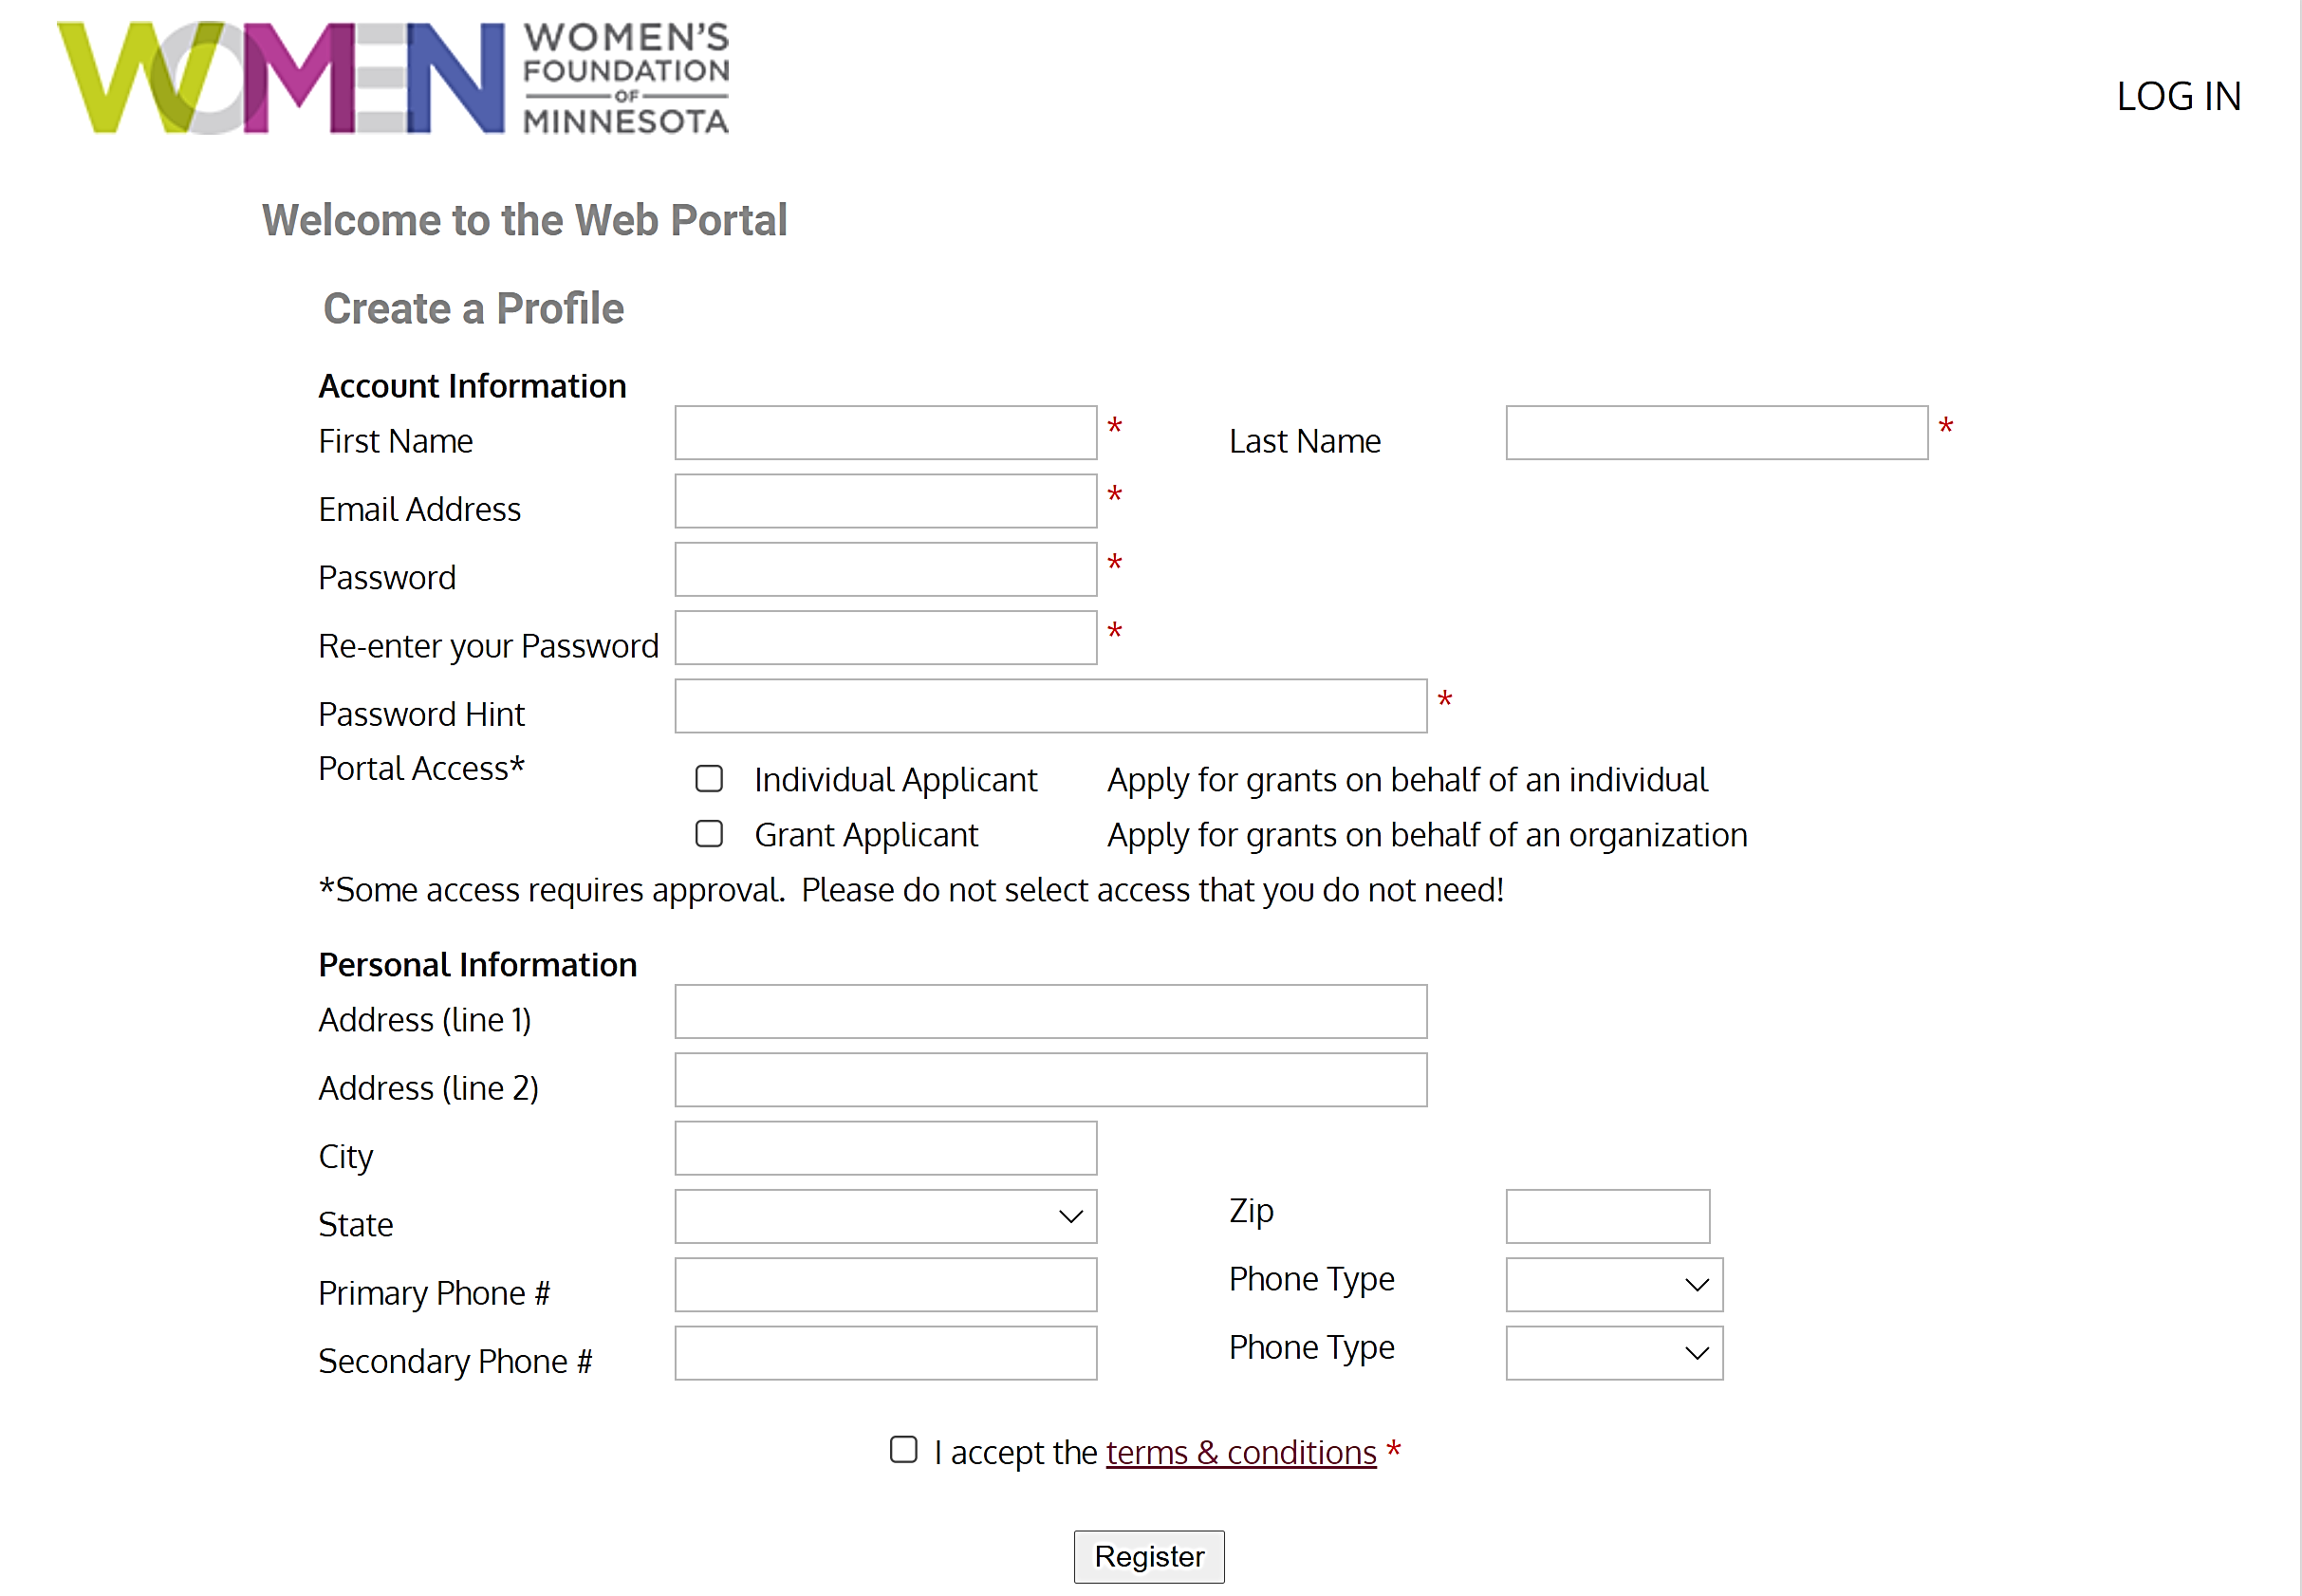 WOMEN WOMEN'S
FOUNDATION
OF
MINNESOTA
LOG IN
Welcome to the Web Portal
Create a Profile
Account Information
First Name * Last Name *
Email Address *
Password *
Re-enter your Password *
Password Hint *
Portal Access*
Individual Applicant Apply for grants on behalf of an individual
Grant Applicant Apply for grants on behalf of an organization
*Some access requires approval. Please do not select access that you do not need!
Personal Information
Address (line 1)
Address (line 2)
City
State Zip
Primary Phone # Phone Type
Secondary Phone # Phone Type
I accept the terms & conditions *
Register